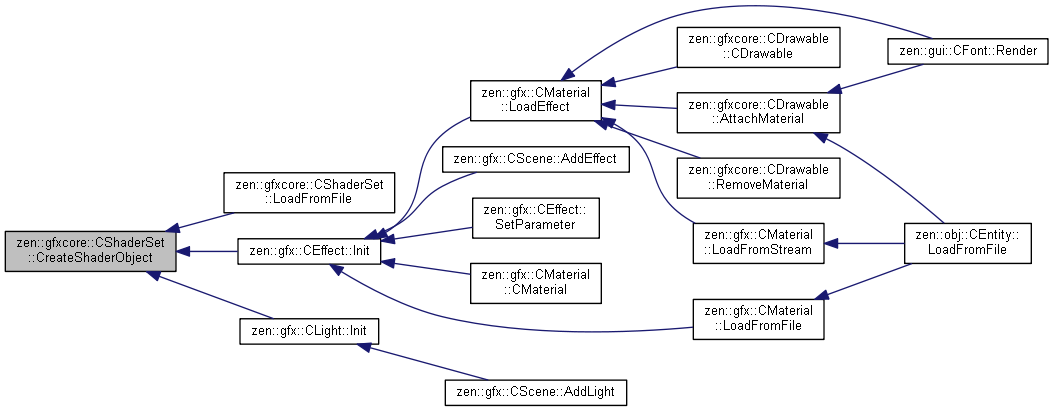 zen::gfxcore::CShaderSet
::CreateShaderObject
zen::gfxcore::CShaderSet
::LoadFromFile
zen::gfx::CEffect::Init
zen::gfx::CLight::Init
zen::gfx::CMaterial
::LoadEffect
zen::gfx::CScene::AddEffect
zen::gfx::CEffect::
SetParameter
zen::gfx::CMaterial
::CMaterial
zen::gfx::CScene::AddLight
zen::gfxcore::CDrawable
::CDrawable
zen::gfxcore::CDrawable
::AttachMaterial
zen::gfxcore::CDrawable
::RemoveMaterial
zen::gfx::CMaterial
::LoadFromStream
zen::gfx::CMaterial
::LoadFromFile
zen::gui::CFont::Render
zen::obj::CEntity::
LoadFromFile